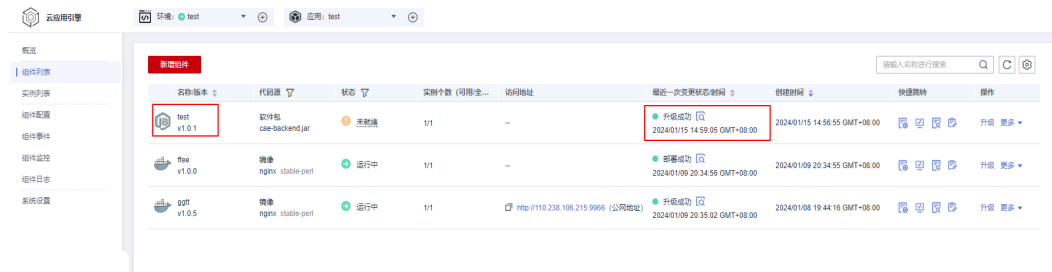 云应用引擎
环境: test
应用: test
概览
组件列表
实例列表
组件配置
组件事件
组件监控
组件日志
系统设置
新增组件
请输入名称进行搜索
名称/版本 代码源 状态 实例个数 (可用/全... 访问地址 最近一次变更状态/时间 创建时间 快捷跳转 操作
test
v1.0.1
软件包
cae-backend.jar
未就绪
1/1
--
升级成功
2024/01/15 14:59:05 GMT+08:00
2024/01/15 14:56:55 GMT+08:00
升级 更多
flee
v1.0.0
镜像
nginx stable-perl
运行中
1/1
--
部署成功
2024/01/09 20:34:56 GMT+08:00
2024/01/09 20:34:55 GMT+08:00
升级 更多
ggtt
v1.0.5
镜像
nginx stable-perl
运行中
1/1
http://110.238.106.215:9966 (公网地址)
升级成功
2024/01/09 20:35:02 GMT+08:00
2024/01/08 19:44:16 GMT+08:00
升级 更多